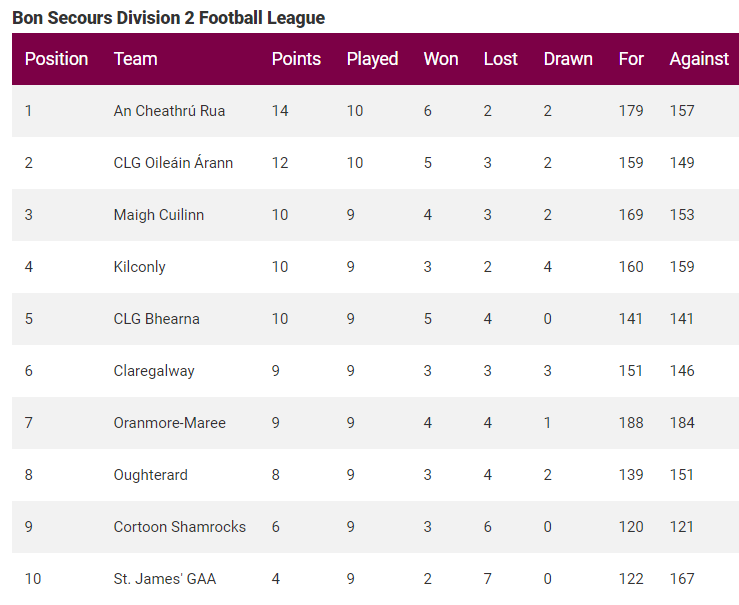 Bon Secours Division 2 Football League
Position Team Points Played Won Lost Drawn For Against
1 An Cheathrú Rua 14 10 6 2 2 179 157
2 CLG Oileáin Árann 12 10 5 3 2 159 149
3 Maigh Cuilinn 10 9 4 3 2 169 153
4 Kilconly 10 9 3 2 4 160 159
5 CLG Bhearna 10 9 5 4 0 141 141
6 Claregalway 9 9 3 3 3 151 146
7 Oranmore-Maree 9 9 4 4 1 188 184
8 Oughterard 8 9 3 4 2 139 151
9 Cortoon Shamrocks 6 9 3 6 0 120 121
10 St. James' GAA 4 9 2 7 0 122 167